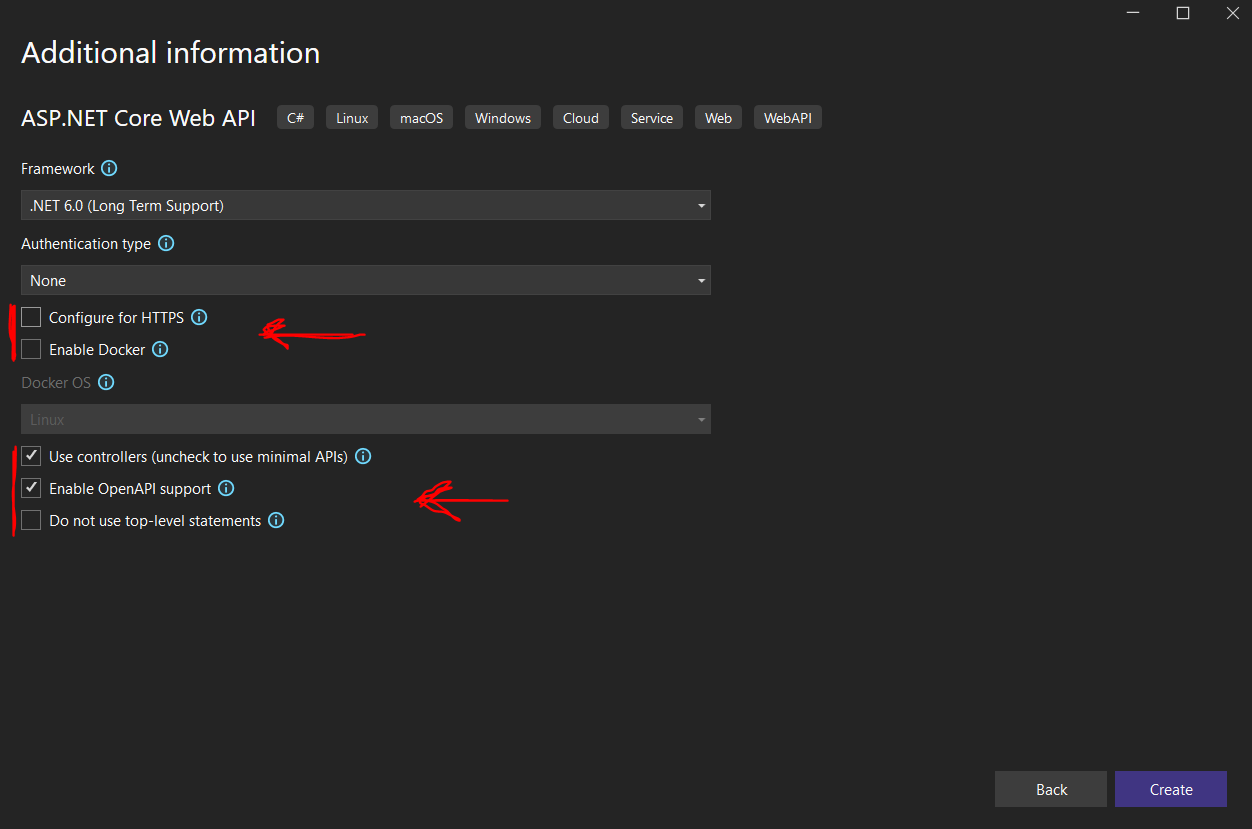 Additional information
ASP.NET Core Web API C# Linux macOS Windows Cloud Service Web WebAPI
Framework
.NET 6.0 (Long Term Support)
Authentication type
None
Configure for HTTPS
Enable Docker
Docker OS
Linux
Use controllers (uncheck to use minimal APIs)
Enable OpenAPI support
Do not use top-level statements
Back Create